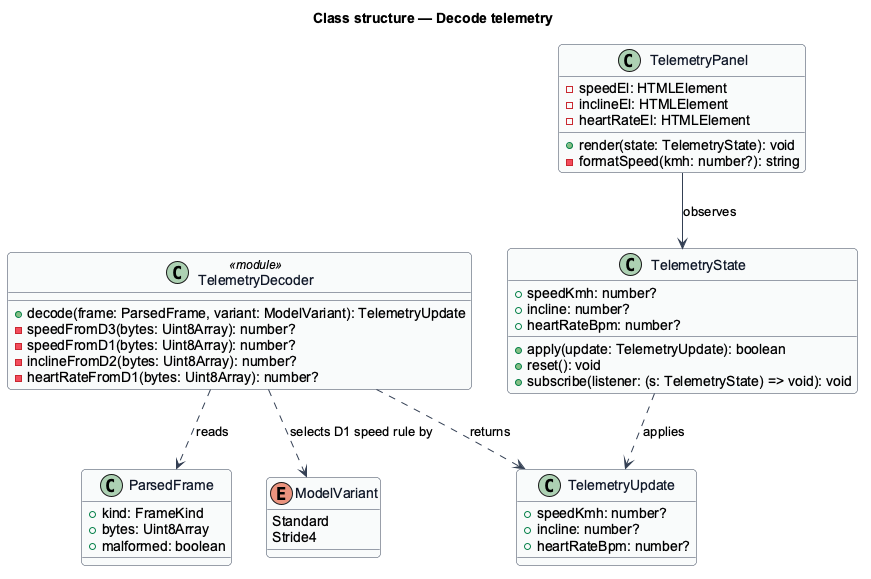 Class structure — Decode telemetry
C TelemetryPanel
speedEl: HTMLElement
inclineEl: HTMLElement
heartRateEl: HTMLElement
render(state: TelemetryState): void
formatSpeed(kmh: number?): string
observes
«module»
C TelemetryDecoder
decode(frame: ParsedFrame, variant: ModelVariant): TelemetryUpdate
speedFromD3(bytes: Uint8Array): number?
speedFromD1(bytes: Uint8Array): number?
inclineFromD2(bytes: Uint8Array): number?
heartRateFromD1(bytes: Uint8Array): number?
C TelemetryState
speedKmh: number?
incline: number?
heartRateBpm: number?
apply(update: TelemetryUpdate): boolean
reset(): void
subscribe(listener: (s: TelemetryState) => void): void
reads
selects D1 speed rule by
returns
applies
C ParsedFrame
kind: FrameKind
bytes: Uint8Array
malformed: boolean
E ModelVariant
Standard
Stride4
C TelemetryUpdate
speedKmh: number?
incline: number?
heartRateBpm: number?